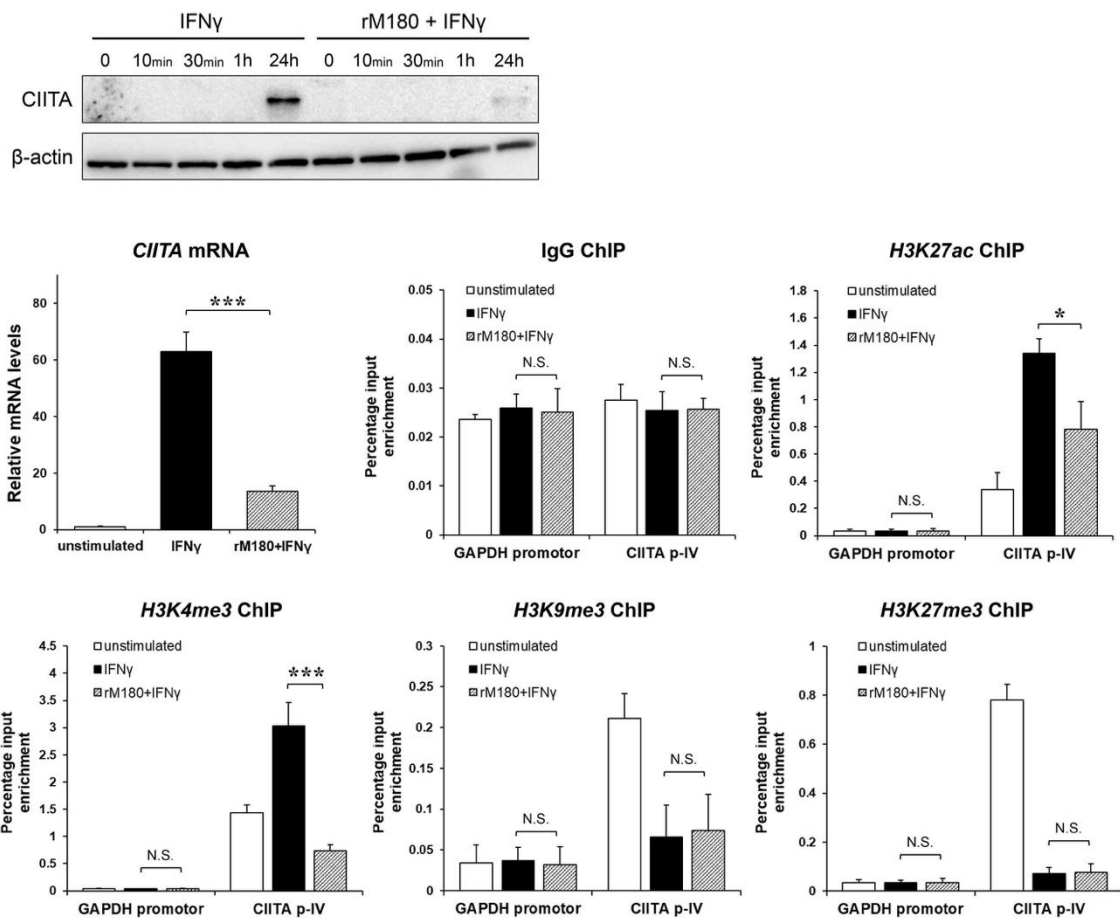 IFNγ rM180 + IFNγ
0 10min 30min 1h 24h 0 10min 30min 1h 24h
CIITA
β-actin
CIITA mRNA
Relative mRNA levels
80
60
40
20
0
***
unstimulated IFNγ rM180+IFNγ
IgG ChIP
Percentage input
enrichment
0.05
0.04
0.03
0.02
0.01
0
unstimulated
IFNγ
rM180+IFNγ
N.S. N.S.
GAPDH promotor CIITA p-IV
H3K27ac ChIP
Percentage input
enrichment
1.8
1.6
1.4
1.2
1
0.8
0.6
0.4
0.2
0
unstimulated
IFNγ
rM180+IFNγ
N.S. *
GAPDH promotor CIITA p-IV
H3K4me3 ChIP
Percentage input
enrichment
4.5
4
3.5
3
2.5
2
1.5
1
0.5
0
unstimulated
IFNγ
rM180+IFNγ
N.S. ***
GAPDH promotor CIITA p-IV
H3K9me3 ChIP
Percentage input
enrichment
0.3
0.25
0.2
0.15
0.1
0.05
0
unstimulated
IFNγ
rM180+IFNγ
N.S. N.S.
GAPDH promotor CIITA p-IV
H3K27me3 ChIP
Percentage input
enrichment
1
0.8
0.6
0.4
0.2
0
unstimulated
IFNγ
rM180+IFNγ
N.S. N.S.
GAPDH promotor CIITA p-IV